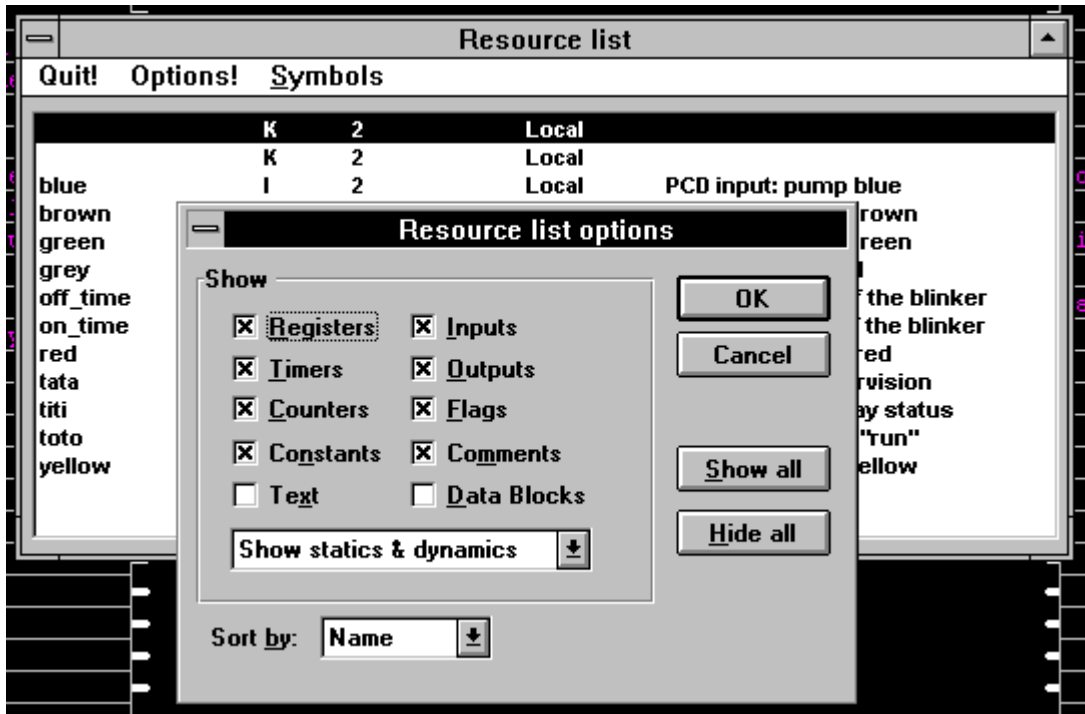 Resource list
Quit! Options! Symbols
K 2 Local
K 2 Local
blue I 2 Local PCD input: pump blue
brown rown
green reen
grey
off_time f the blinker
on_time the blinker
red red
tata rvision
titi ay status
toto "run"
yellow ellow
Resource list options
Show
Registers Inputs
Timers Outputs
Counters Flags
Constants Comments
Text Data Blocks
Show statics & dynamics
Sort by: Name
OK
Cancel
Show all
Hide all